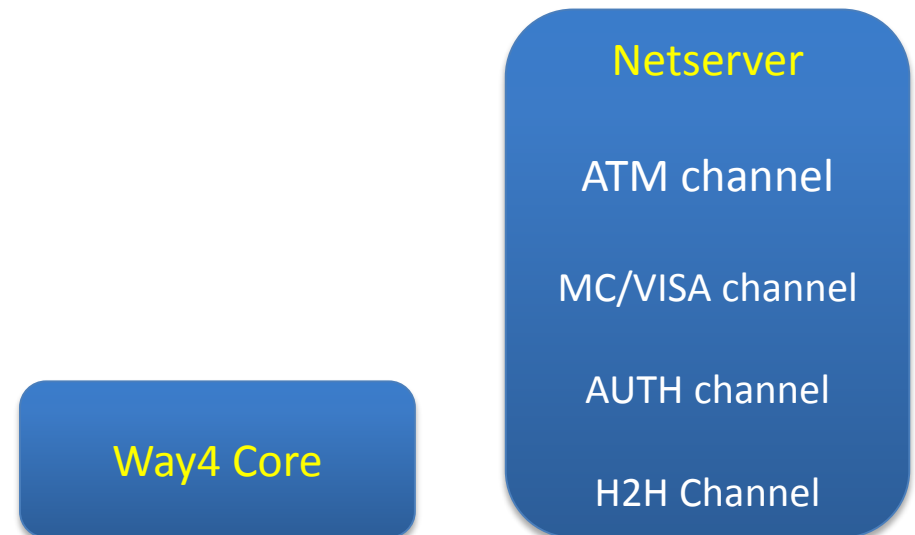 Netserver
ATM channel
MC/VISA channel
AUTH channel
Way4 Core
H2H Channel